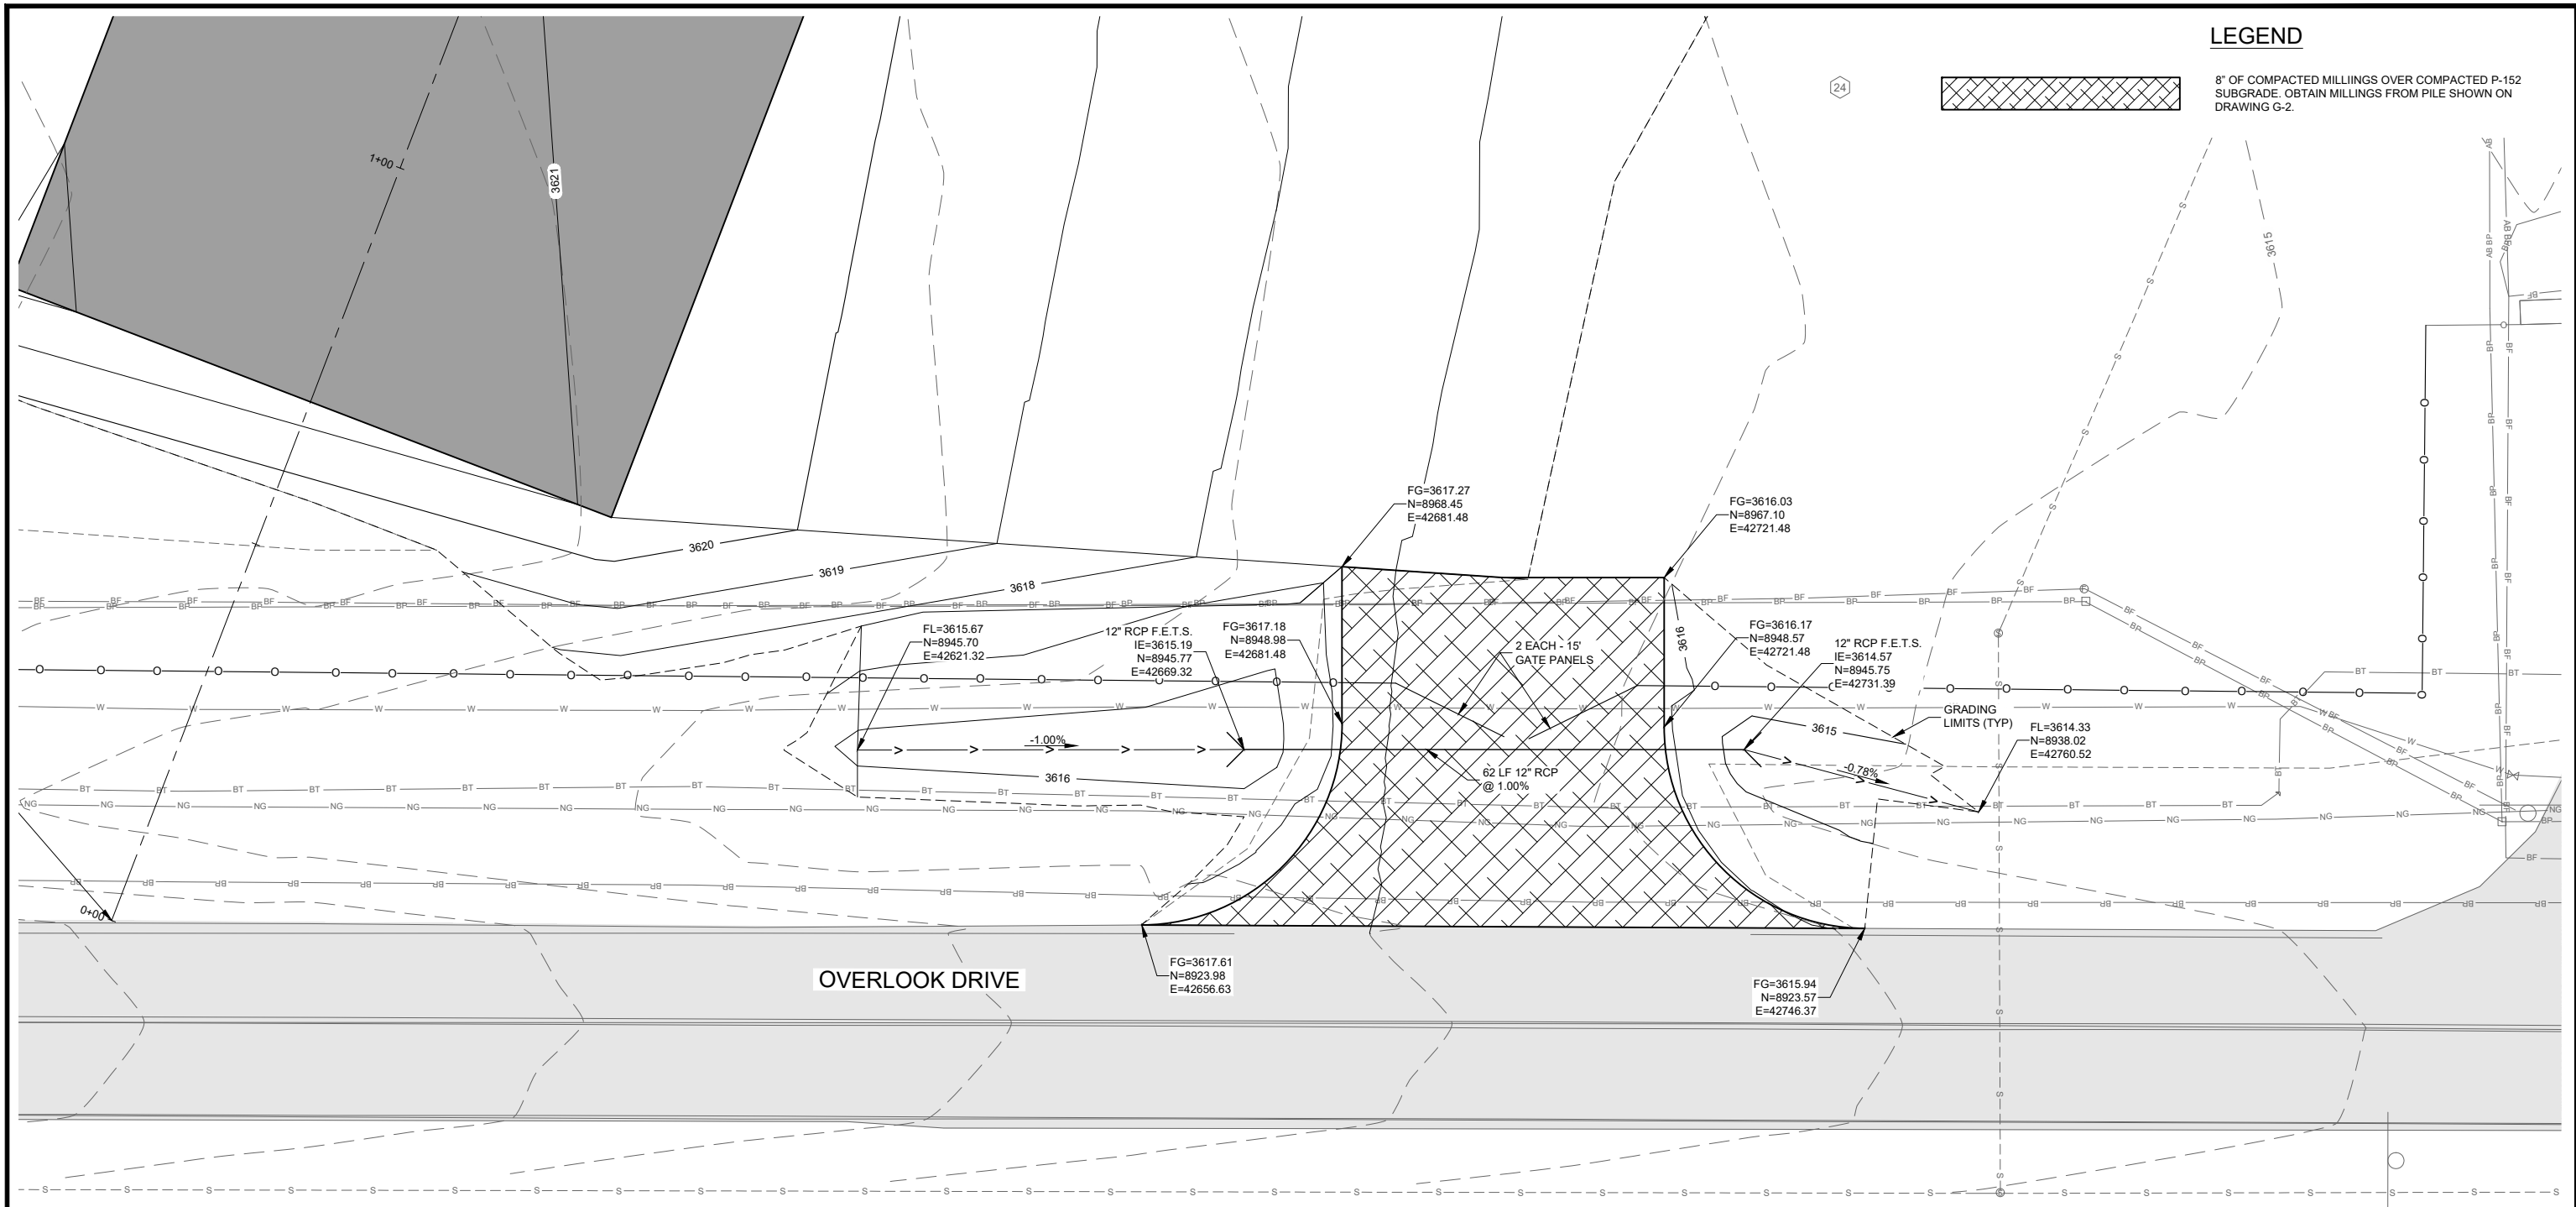 LEGEND
8" OF COMPACTED MILLIINGS OVER COMPACTED P-152
SUBGRADE. OBTAIN MILLINGS FROM PILE SHOWN ON
DRAWING G-2.
24
1+00
3621
3615
FG=3617.27
N=8968.45
E=42681.48
FG=3616.03
N=8967.10
E=42721.48
3620
3619
3618
FL=3615.67
N=8945.70
E=42621.32
12" RCP F.E.T.S.
IE=3615.19
N=8945.77
E=42669.32
FG=3617.18
N=8948.98
E=42681.48
2 EACH - 15'
GATE PANELS
3616
FG=3616.17
N=8948.57
E=42721.48
12" RCP F.E.T.S.
IE=3614.57
N=8945.75
E=42731.39
GRADING
LIMITS (TYP)
3615
FL=3614.33
N=8938.02
E=42760.52
-1.00%
3616
62 LF 12" RCP
@ 1.00%
-0.78%
0+00
OVERLOOK DRIVE
FG=3617.61
N=8923.98
E=42656.63
FG=3615.94
N=8923.57
E=42746.37